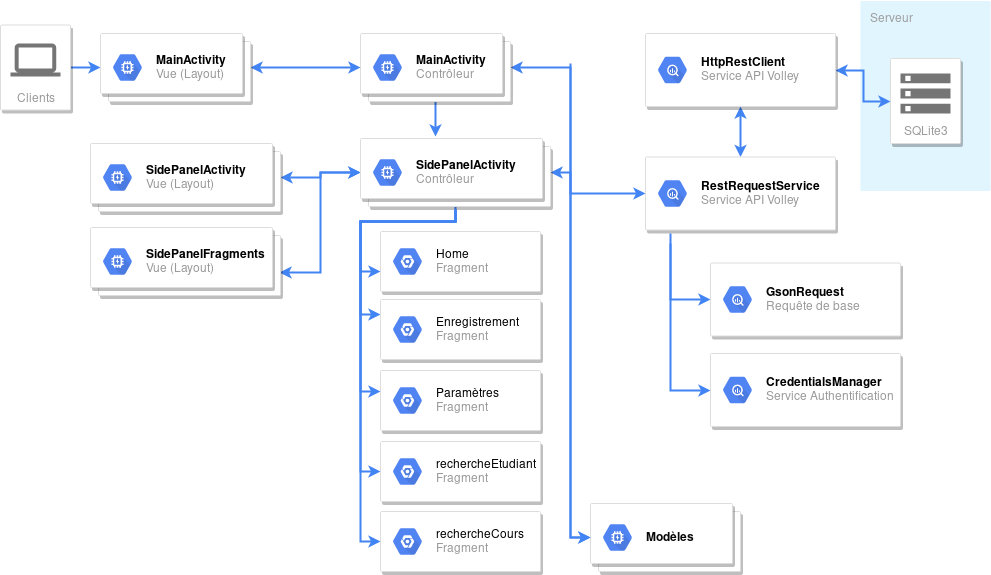 Serveur
Clients
MainActivity
Vue (Layout)
MainActivity
Contrôleur
HttpRestClient
Service API Volley
SQLite3
SidePanelActivity
Vue (Layout)
SidePanelActivity
Contrôleur
RestRequestService
Service API Volley
SidePanelFragments
Vue (Layout)
Home
Fragment
Enregistrement
Fragment
Paramètres
Fragment
rechercheEtudiant
Fragment
rechercheCours
Fragment
GsonRequest
Requête de base
CredentialsManager
Service Authentification
Modèles